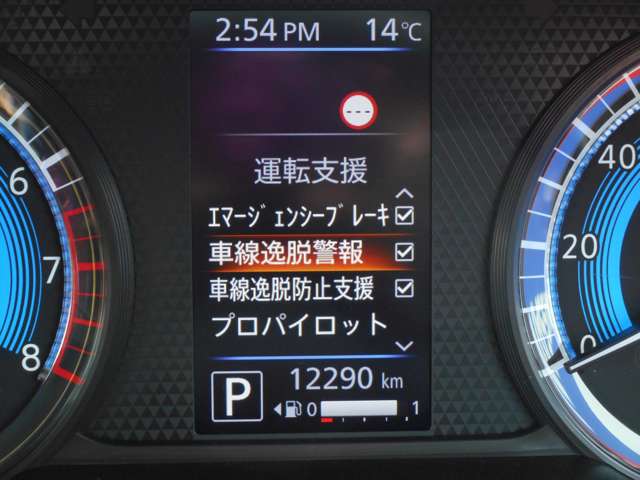 2:54 PM 14℃
---
運転支援
ｴﾏｰｼﾞｪﾝｼｰﾌﾞﾚｰｷ
車線逸脱警報
車線逸脱防止支援
プロパイロット
P 12290 km
0 1
6
7
8
40
20
0